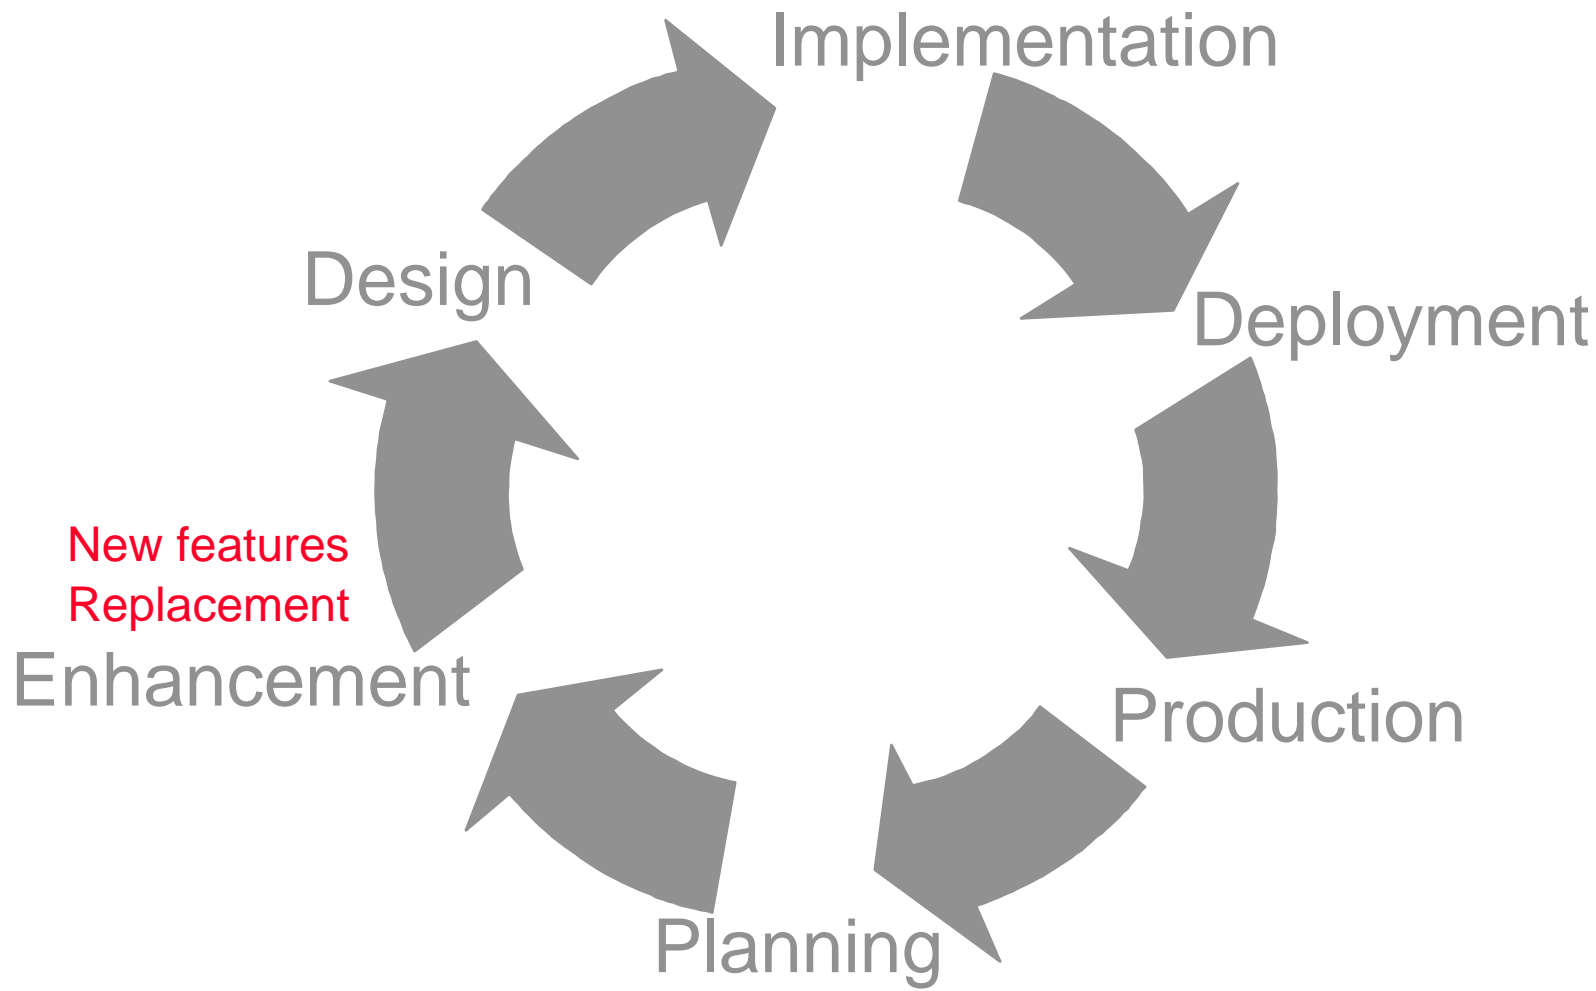 Implementation
Design
Deployment
New features
Replacement
Enhancement
Production
Planning